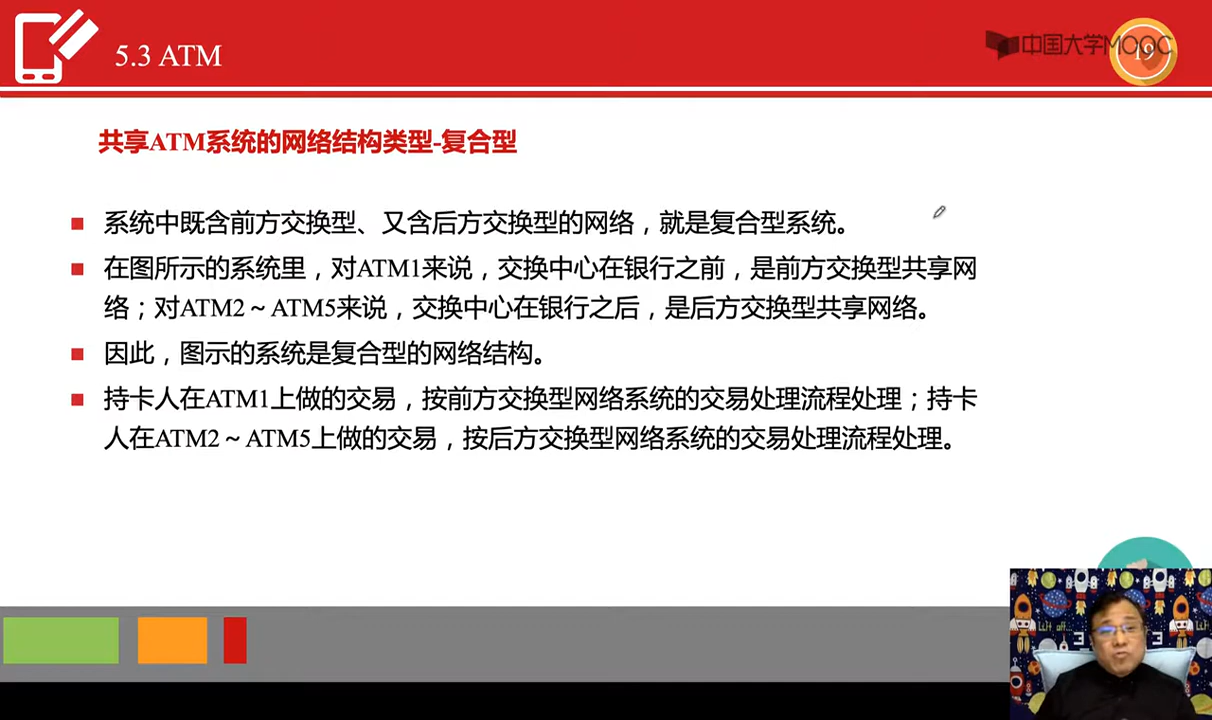 5.3 ATM
中国大学MOOC
19
共享ATM系统的网络结构类型-复合型
系统中既含前方交换型、又含后方交换型的网络，就是复合型系统。
在图所示的系统里，对ATM1来说，交换中心在银行之前，是前方交换型共享网
络；对ATM2～ATM5来说，交换中心在银行之后，是后方交换型共享网络。
因此，图示的系统是复合型的网络结构。
持卡人在ATM1上做的交易，按前方交换型网络系统的交易处理流程处理；持卡
人在ATM2～ATM5上做的交易，按后方交换型网络系统的交易处理流程处理。